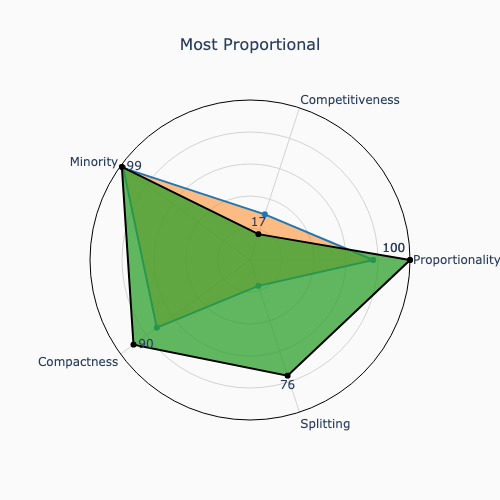 Most Proportional
Competitiveness
Minority
99
17
100
Proportionality
90
Compactness
76
Splitting